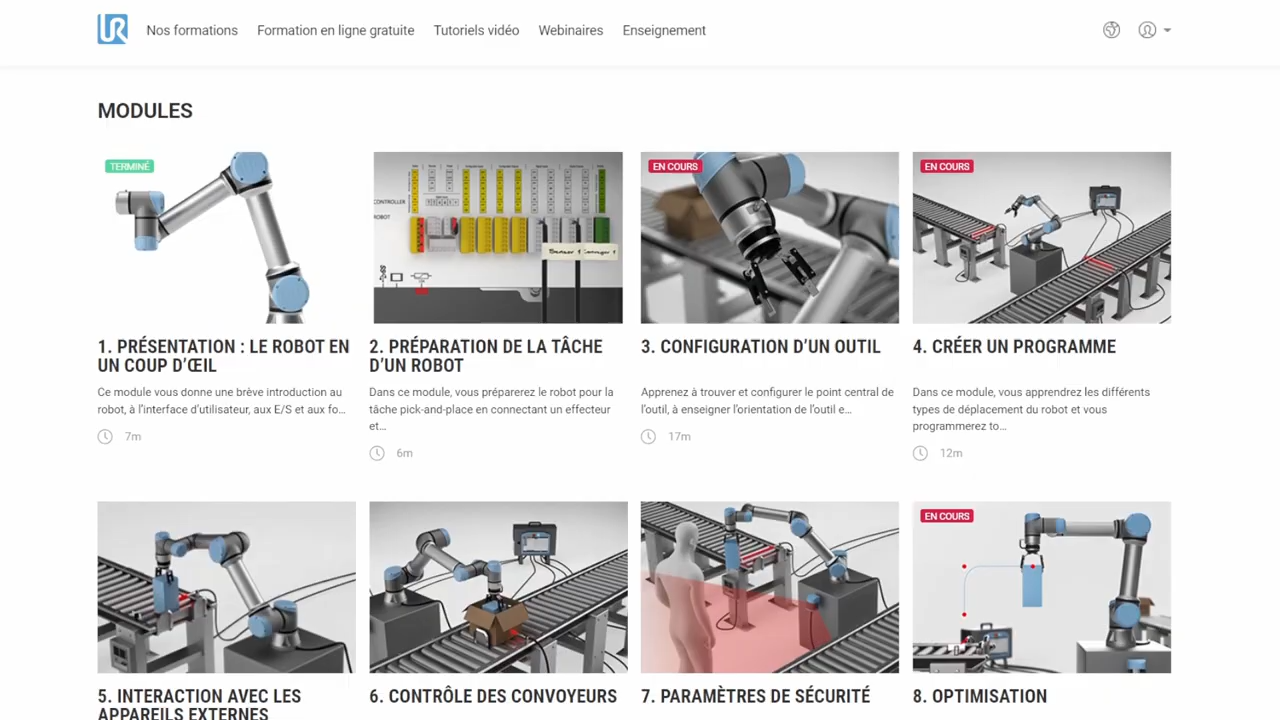 UR
Nos formations
Formation en ligne gratuite
Tutoriels vidéo
Webinaires
Enseignement
MODULES
TERMINÉ
CONTROLLER
ROBOT
EN COURS
EN COURS
1. PRÉSENTATION : LE ROBOT EN
UN COUP D’ŒIL
Ce module vous donne une brève introduction au
robot, à l’interface d’utilisateur, aux E/S et aux fo...
7m
2. PRÉPARATION DE LA TÂCHE
D’UN ROBOT
Dans ce module, vous préparerez le robot pour la
tâche pick-and-place en connectant un effecteur
et...
6m
3. CONFIGURATION D’UN OUTIL
Apprenez à trouver et configurer le point central de
l’outil, à enseigner l’orientation de l’outil e...
17m
4. CRÉER UN PROGRAMME
Dans ce module, vous apprendrez les différents
types de déplacement du robot et vous
programmerez to...
12m
EN COURS
5. INTERACTION AVEC LES
APPAREILS EXTERNES
6. CONTRÔLE DES CONVOYEURS
7. PARAMÈTRES DE SÉCURITÉ
8. OPTIMISATION